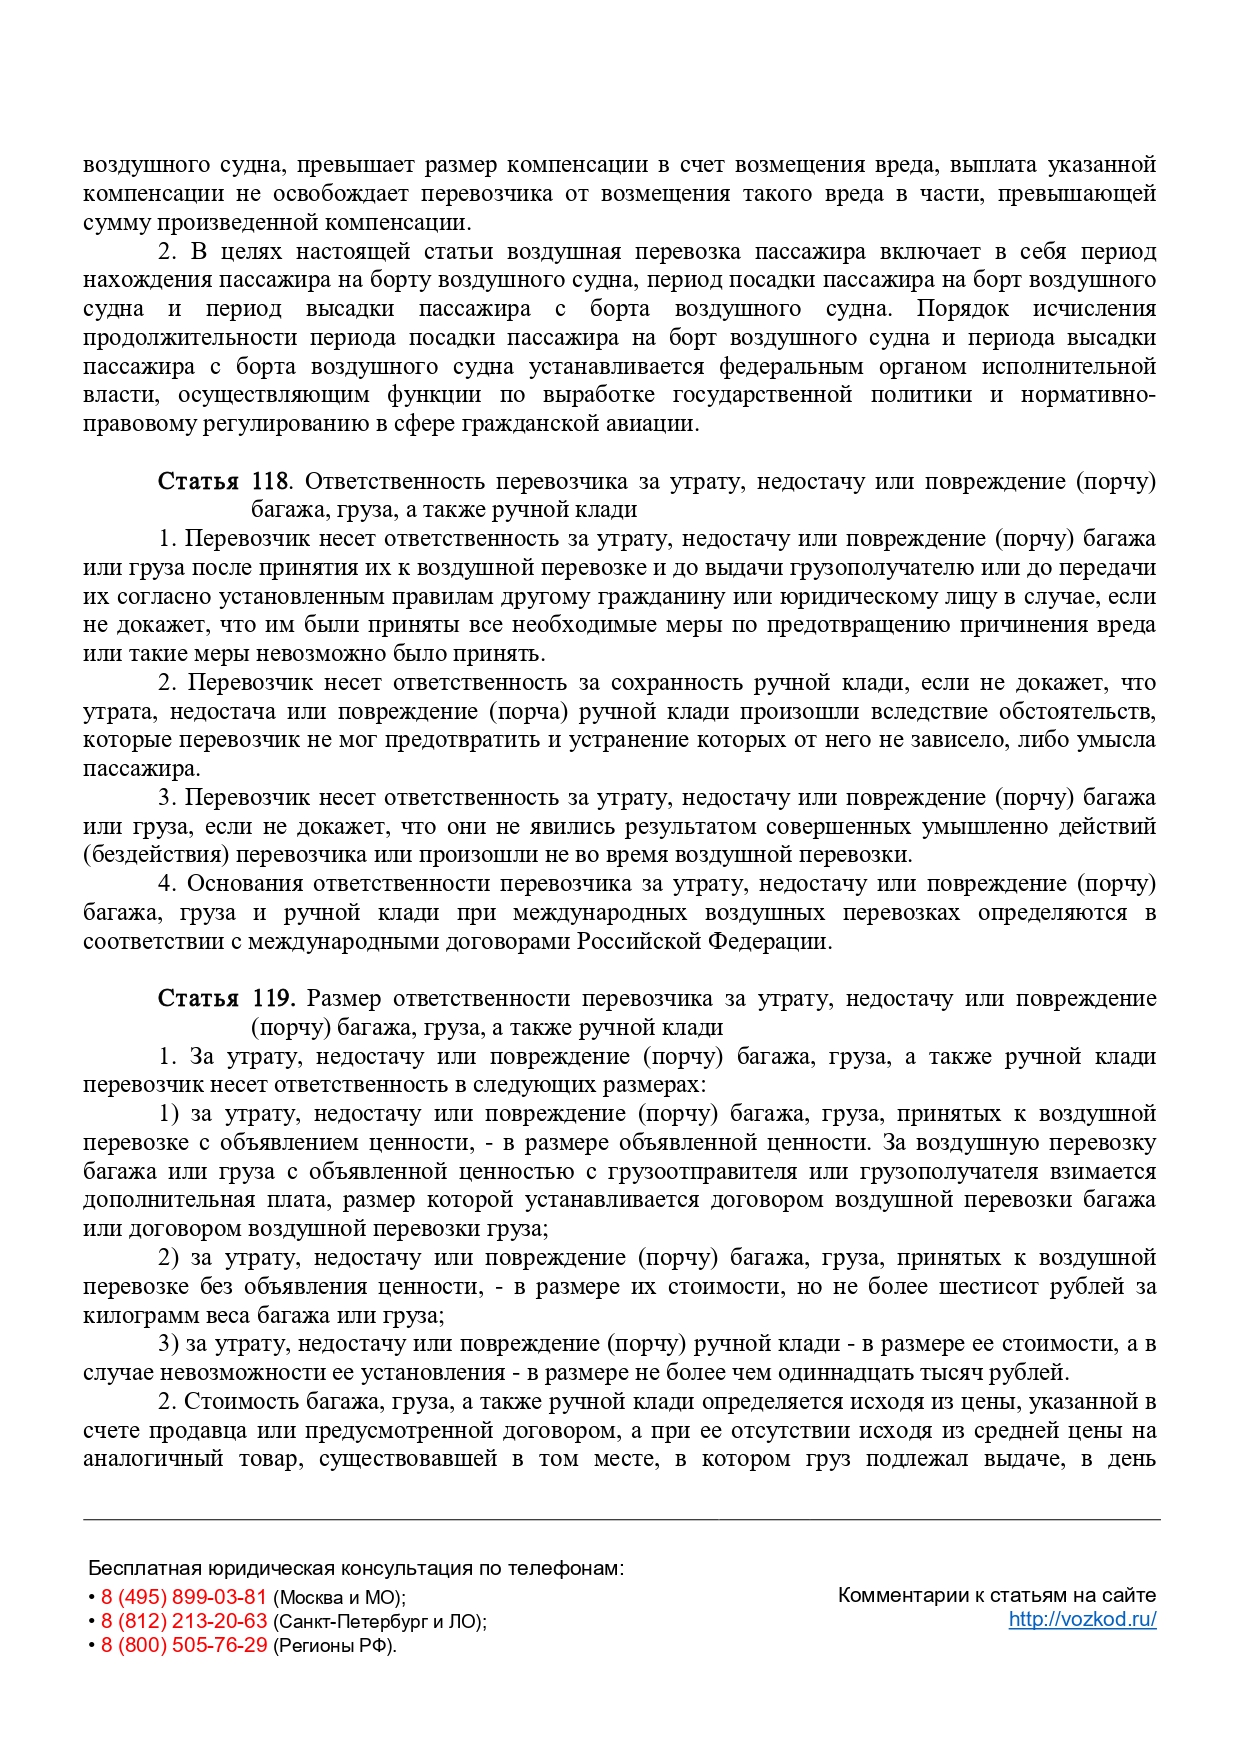 воздушного судна, превышает размер компенсации в счет возмещения вреда, выплата указанной
компенсации не освобождает перевозчика от возмещения такого вреда в части, превышающей
сумму произведенной компенсации.
2. В целях настоящей статьи воздушная перевозка пассажира включает в себя период
нахождения пассажира на борту воздушного судна, период посадки пассажира на борт воздушного
судна и период высадки пассажира с борта воздушного судна. Порядок исчисления
продолжительности периода посадки пассажира на борт воздушного судна и периода высадки
пассажира с борта воздушного судна устанавливается федеральным органом исполнительной
власти, осуществляющим функции по выработке государственной политики и нормативно-
правовому регулированию в сфере гражданской авиации.
Статья 118. Ответственность перевозчика за утрату, недостачу или повреждение (порчу)
багажа, груза, а также ручной клади
1. Перевозчик несет ответственность за утрату, недостачу или повреждение (порчу) багажа
или груза после принятия их к воздушной перевозке и до выдачи грузополучателю или до передачи
их согласно установленным правилам другому гражданину или юридическому лицу в случае, если
не докажет, что им были приняты все необходимые меры по предотвращению причинения вреда
или такие меры невозможно было принять.
2. Перевозчик несет ответственность за сохранность ручной клади, если не докажет, что
утрата, недостача или повреждение (порча) ручной клади произошли вследствие обстоятельств,
которые перевозчик не мог предотвратить и устранение которых от него не зависело, либо умысла
пассажира.
3. Перевозчик несет ответственность за утрату, недостачу или повреждение (порчу) багажа
или груза, если не докажет, что они не явились результатом совершенных умышленно действий
(бездействия) перевозчика или произошли не во время воздушной перевозки.
4. Основания ответственности перевозчика за утрату, недостачу или повреждение (порчу)
багажа, груза и ручной клади при международных воздушных перевозках определяются в
соответствии с международными договорами Российской Федерации.
Статья 119. Размер ответственности перевозчика за утрату, недостачу или повреждение
(порчу) багажа, груза, а также ручной клади
1. За утрату, недостачу или повреждение (порчу) багажа, груза, а также ручной клади
перевозчик несет ответственность в следующих размерах:
1) за утрату, недостачу или повреждение (порчу) багажа, груза, принятых к воздушной
перевозке с объявлением ценности, - в размере объявленной ценности. За воздушную перевозку
багажа или груза с объявленной ценностью с грузоотправителя или грузополучателя взимается
дополнительная плата, размер которой устанавливается договором воздушной перевозки багажа
или договором воздушной перевозки груза;
2) за утрату, недостачу или повреждение (порчу) багажа, груза, принятых к воздушной
перевозке без объявления ценности, - в размере их стоимости, но не более шестисот рублей за
килограмм веса багажа или груза;
3) за утрату, недостачу или повреждение (порчу) ручной клади - в размере ее стоимости, а в
случае невозможности ее установления - в размере не более чем одиннадцать тысяч рублей.
2. Стоимость багажа, груза, а также ручной клади определяется исходя из цены, указанной в
счете продавца или предусмотренной договором, а при ее отсутствии исходя из средней цены на
аналогичный товар, существовавшей в том месте, в котором груз подлежал выдаче, в день
Бесплатная юридическая консультация по телефонам:
• 8 (495) 899-03-81 (Москва и МО);
• 8 (812) 213-20-63 (Санкт-Петербург и ЛО);
• 8 (800) 505-76-29 (Регионы РФ).
Комментарии к статьям на сайте
http://vozkod.ru/